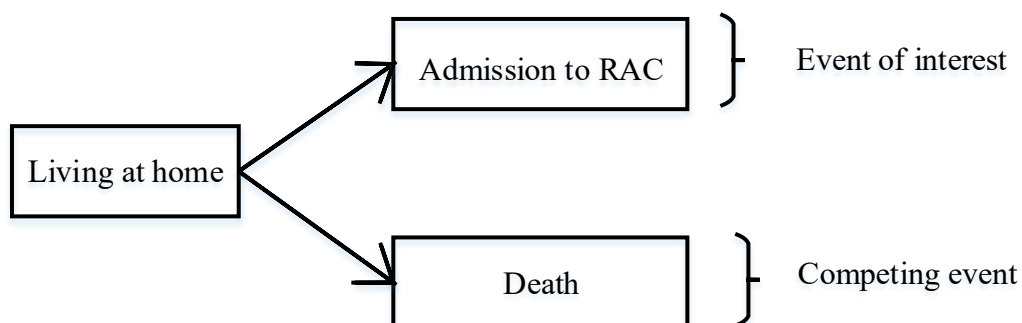 Admission to RAC
Event of interest
Living at home
Death
Competing event